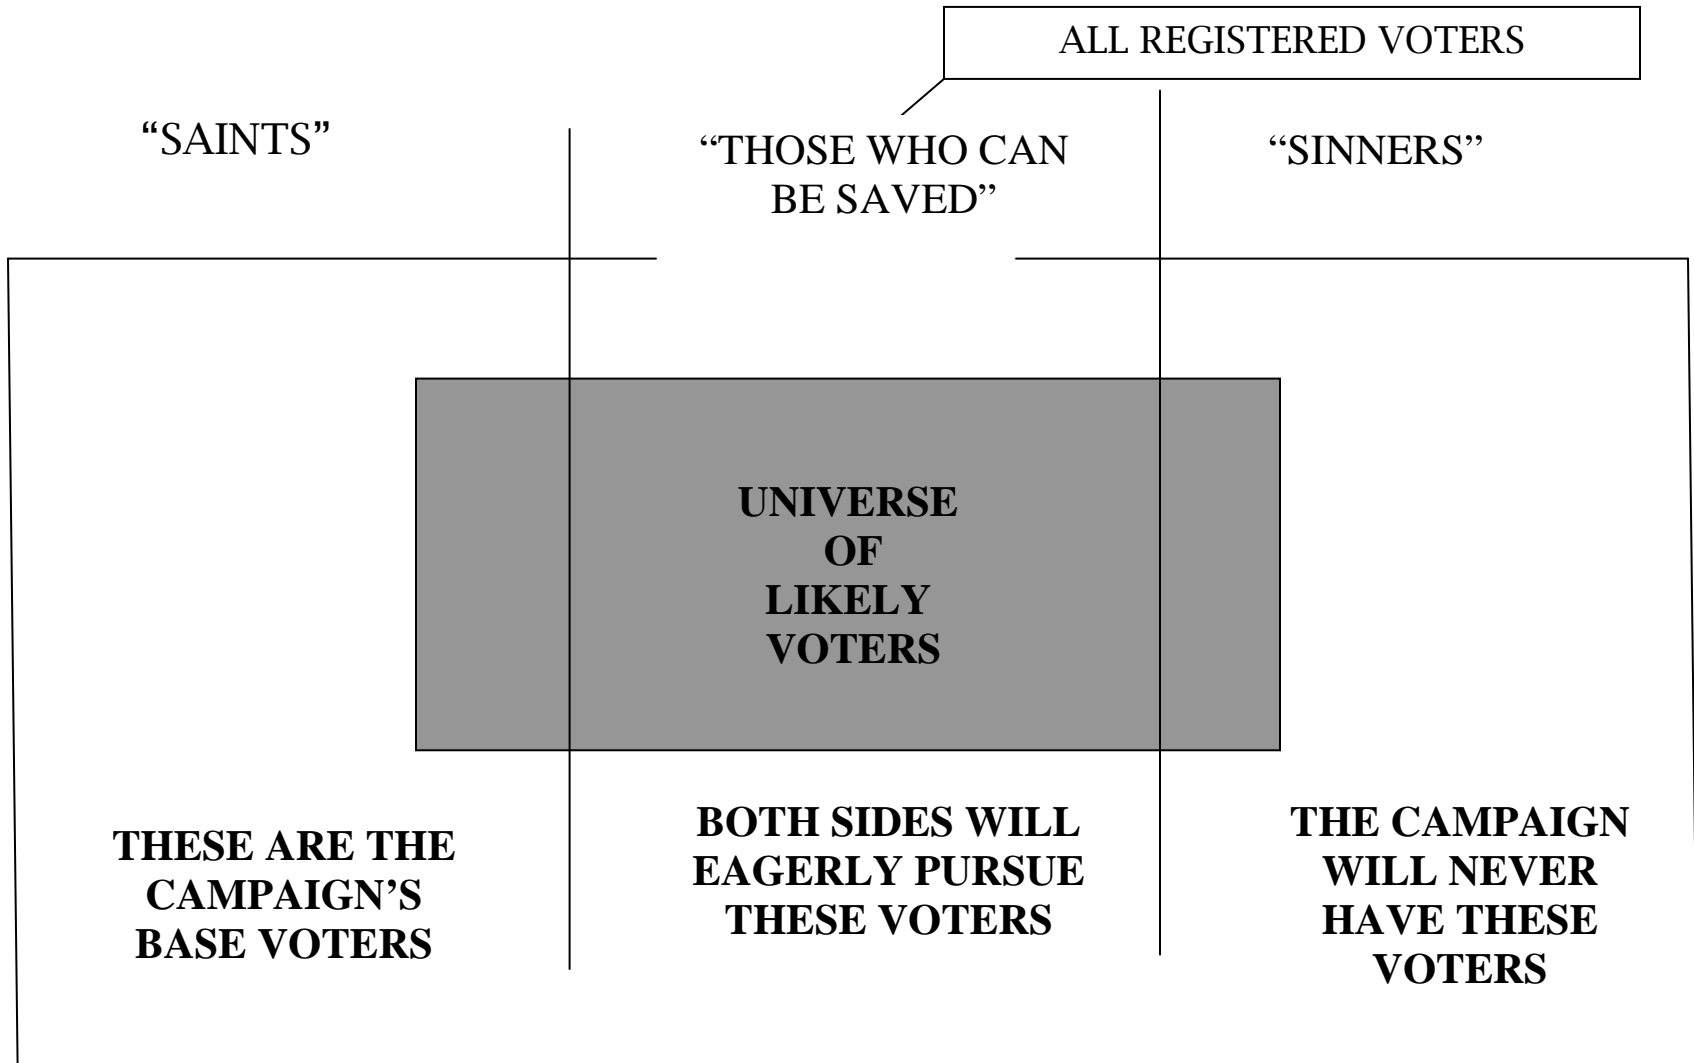 ALL REGISTERED VOTERS
“SAINTS”
“THOSE WHO CAN
BE SAVED”
“SINNERS”
UNIVERSE
OF
LIKELY
VOTERS
THESE ARE THE
CAMPAIGN’S
BASE VOTERS
BOTH SIDES WILL
EAGERLY PURSUE
THESE VOTERS
THE CAMPAIGN
WILL NEVER
HAVE THESE
VOTERS